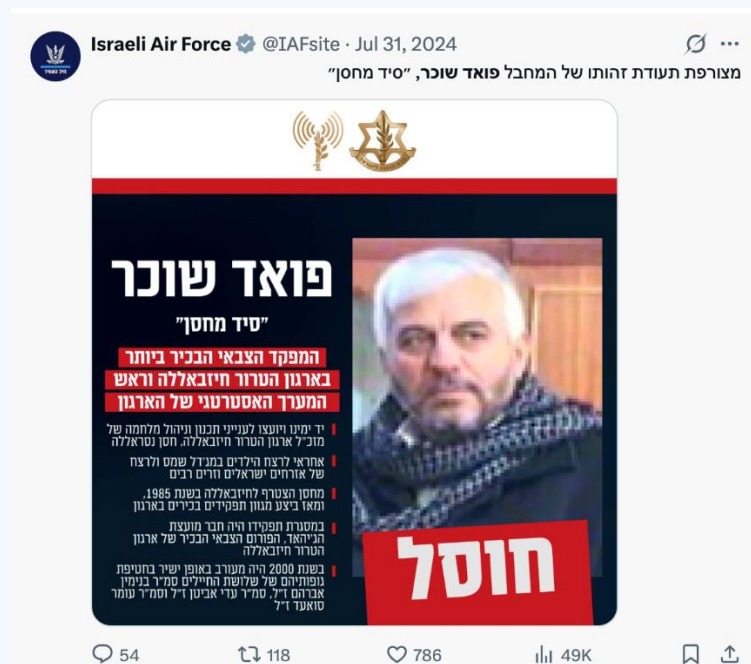 Israeli Air Force @IAFsite · Jul 31, 2024
מצורפת תעודת זהותו של המחבל פואד שוכר, ״סיד מחסן״
פואד שוכר
״סיד מחסן״
המפקד הצבאי הבכיר ביותר
בארגון הטרור חיזבאללה וראש
המערך האסטרטגי של הארגון
יד ימינו ויועצו לענייני תכנון וניהול מלחמה של
מזכ״ל ארגון הטרור חיזבאללה, חסן נסראללה
אחראי לרצח הילדים במג׳דל שמס ולרצח
של אזרחים ישראלים וזרים רבים
מחסן הצטרף לחיזבאללה בשנת 1985,
ומאז ביצע מגוון תפקידים בכירים בארגון
במסגרת תפקידו היה חבר מועצת
הג׳יהאד, הפורום הצבאי הבכיר של ארגון
הטרור חיזבאללה
בשנת 2000 היה מעורב באופן ישיר בחטיפת
גופותיהם של שלושת החיילים סמ״ר בנימין
אברהם ז״ל, סמ״ר עדי אביטן ז״ל וסמ״ר עומר
סואעד ז״ל
חוסל
54 118 786 49K